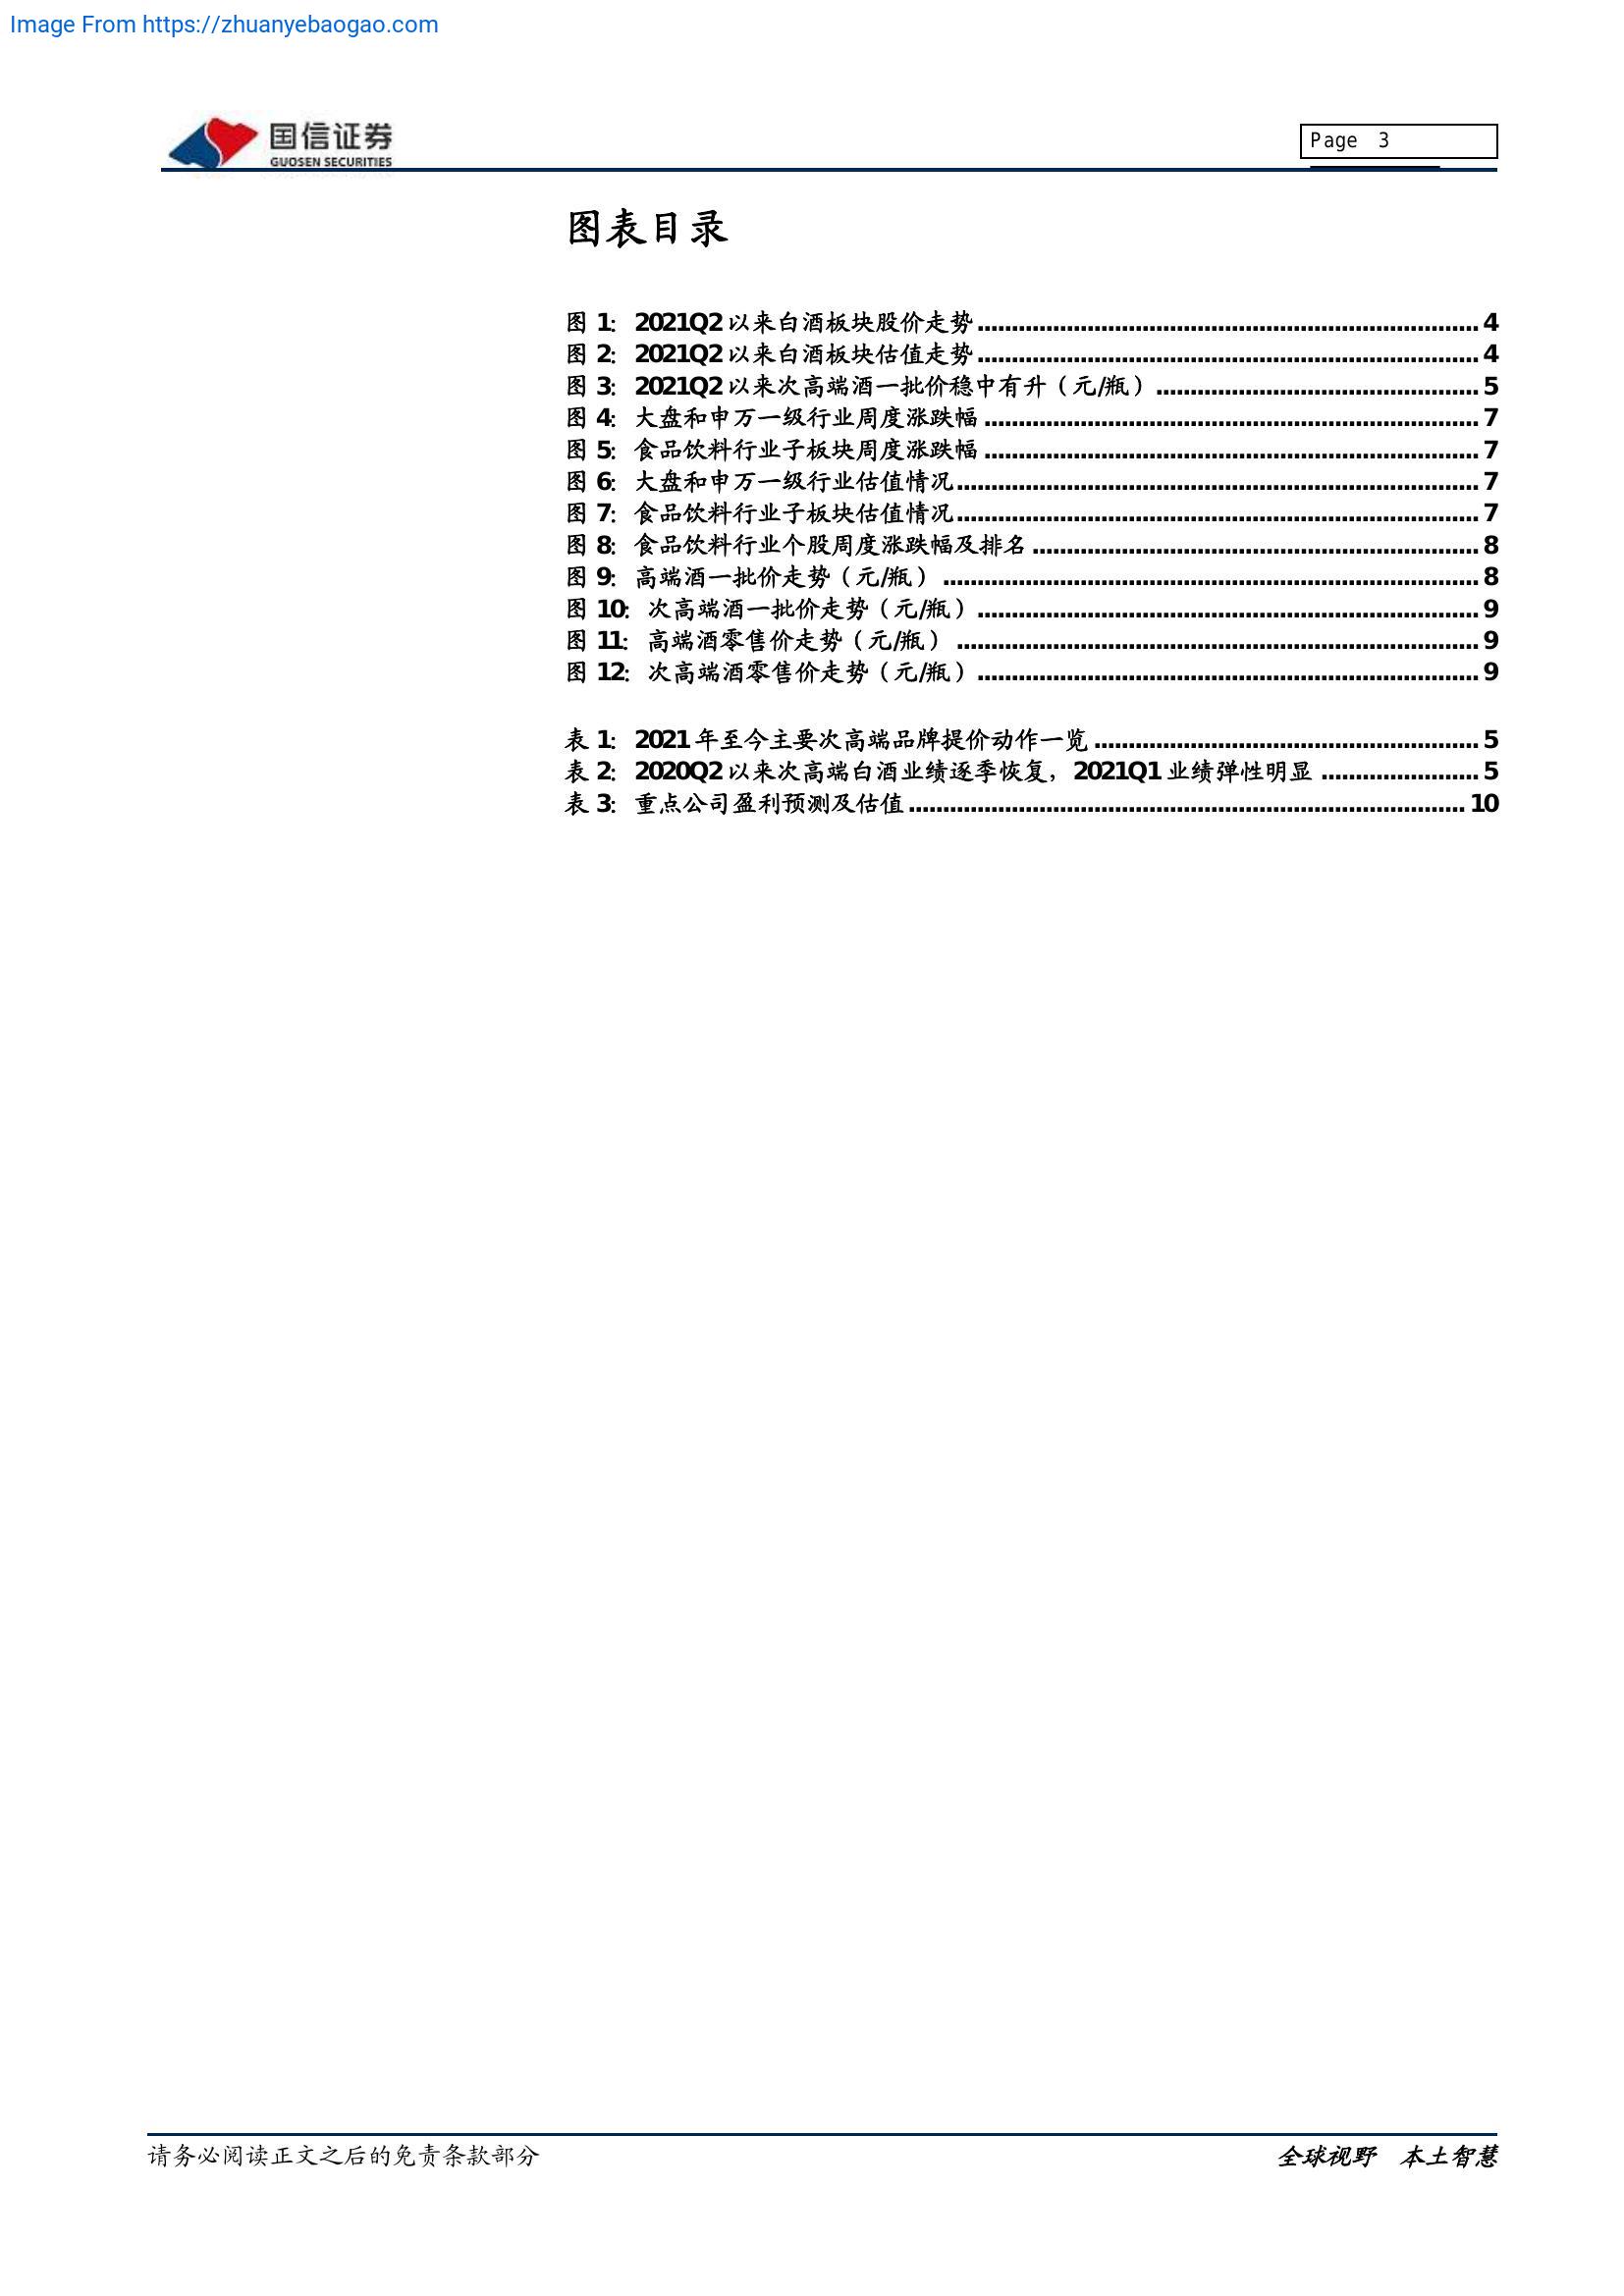 Image From https://zhuanyebaogao.com
国信证券
GUOSEN SECURITIES
Page 3
图表目录
图 1: 2021Q2 以来白酒板块股价走势 4
图 2: 2021Q2 以来白酒板块估值走势 4
图 3: 2021Q2 以来次高端酒一批价稳中有升（元/瓶） 5
图 4: 大盘和申万一级行业周度涨跌幅 7
图 5: 食品饮料行业子板块周度涨跌幅 7
图 6: 大盘和申万一级行业估值情况 7
图 7: 食品饮料行业子板块估值情况 7
图 8: 食品饮料行业个股周度涨跌幅及排名 8
图 9: 高端酒一批价走势（元/瓶） 8
图 10: 次高端酒一批价走势（元/瓶） 9
图 11: 高端酒零售价走势（元/瓶） 9
图 12: 次高端酒零售价走势（元/瓶） 9
表 1: 2021 年至今主要次高端品牌提价动作一览 5
表 2: 2020Q2 以来次高端白酒业绩逐季恢复，2021Q1 业绩弹性明显 5
表 3: 重点公司盈利预测及估值 10
请务必阅读正文之后的免责条款部分
全球视野 本土智慧